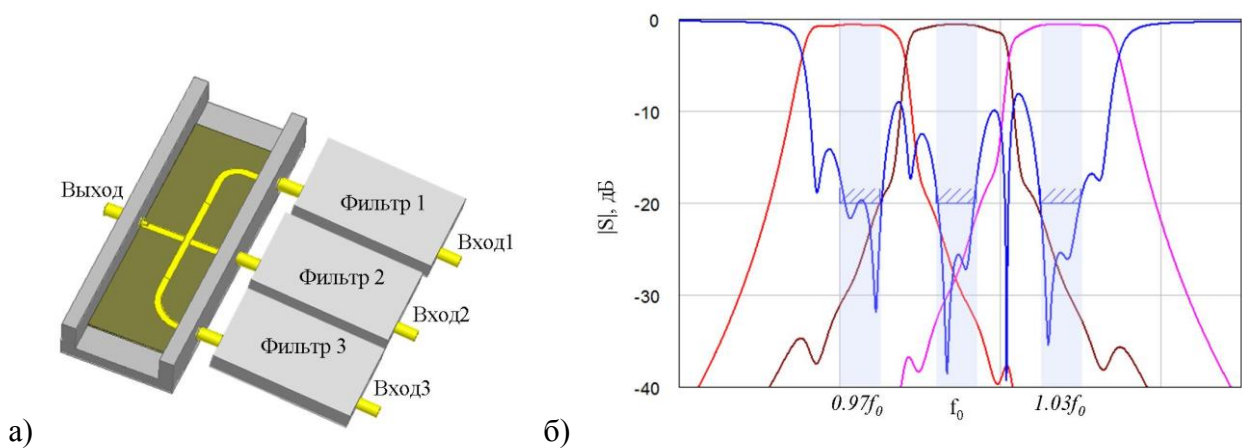 Выход
Фильтр 1
Вход1
Фильтр 2
Вход2
Фильтр 3
Вход3
а)
б)
|S|, дБ
0
-10
-20
-30
-40
0.97f₀
f₀
1.03f₀